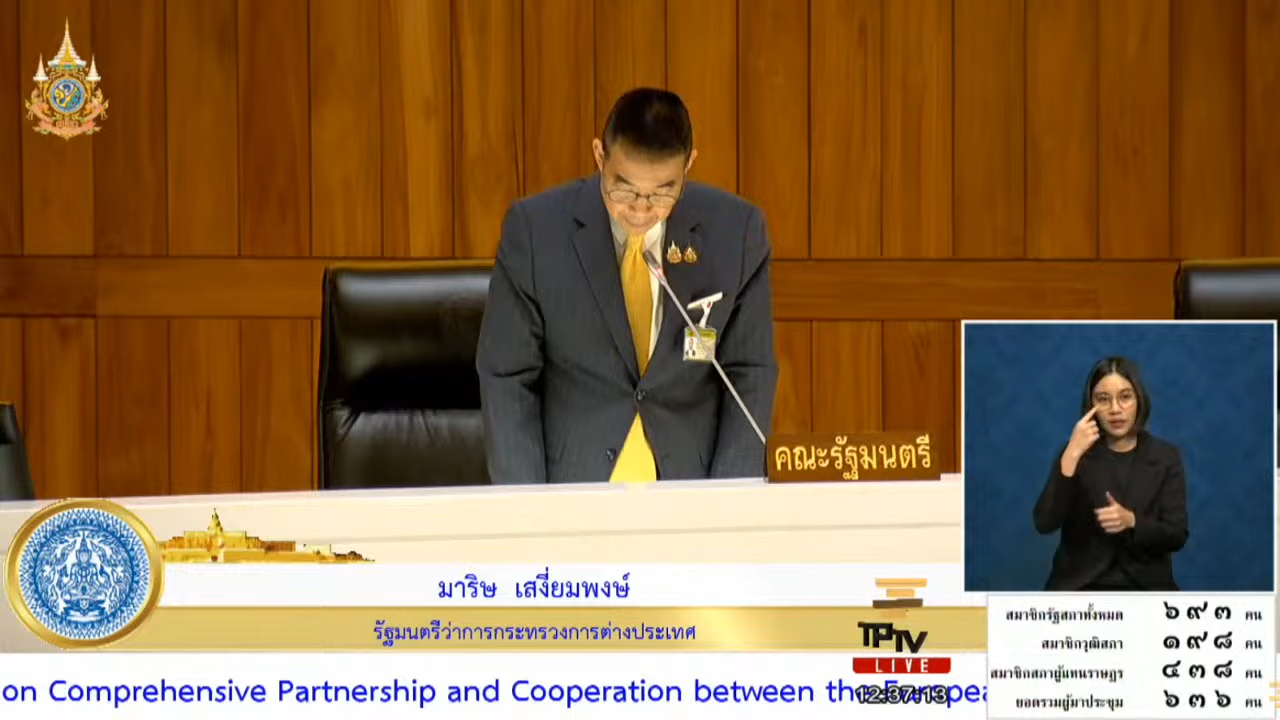 คณะรัฐมนตรี
มาริษ เสงี่ยมพงษ์
รัฐมนตรีว่าการกระทรวงการต่างประเทศ
TPTV
LIVE
12:37:13
on Comprehensive Partnership and Cooperation between the Europea
สมาชิกรัฐสภาทั้งหมด ๖๙๓ คน
สมาชิกวุฒิสภา ๑๙๘ คน
สมาชิกสภาผู้แทนราษฎร ๔๓๘ คน
ยอดรวมผู้มาประชุม ๖๓๖ คน